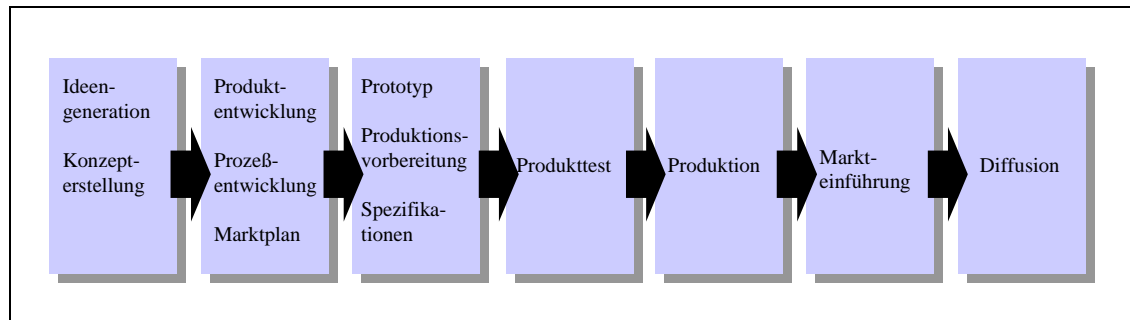 Ideen-
generation
Konzept-
erstellung
Produkt-
entwicklung
Prozeß-
entwicklung
Marktplan
Prototyp
Produktions-
vorbereitung
Spezifika-
tionen
Produkttest
Produktion
Markt-
einführung
Diffusion